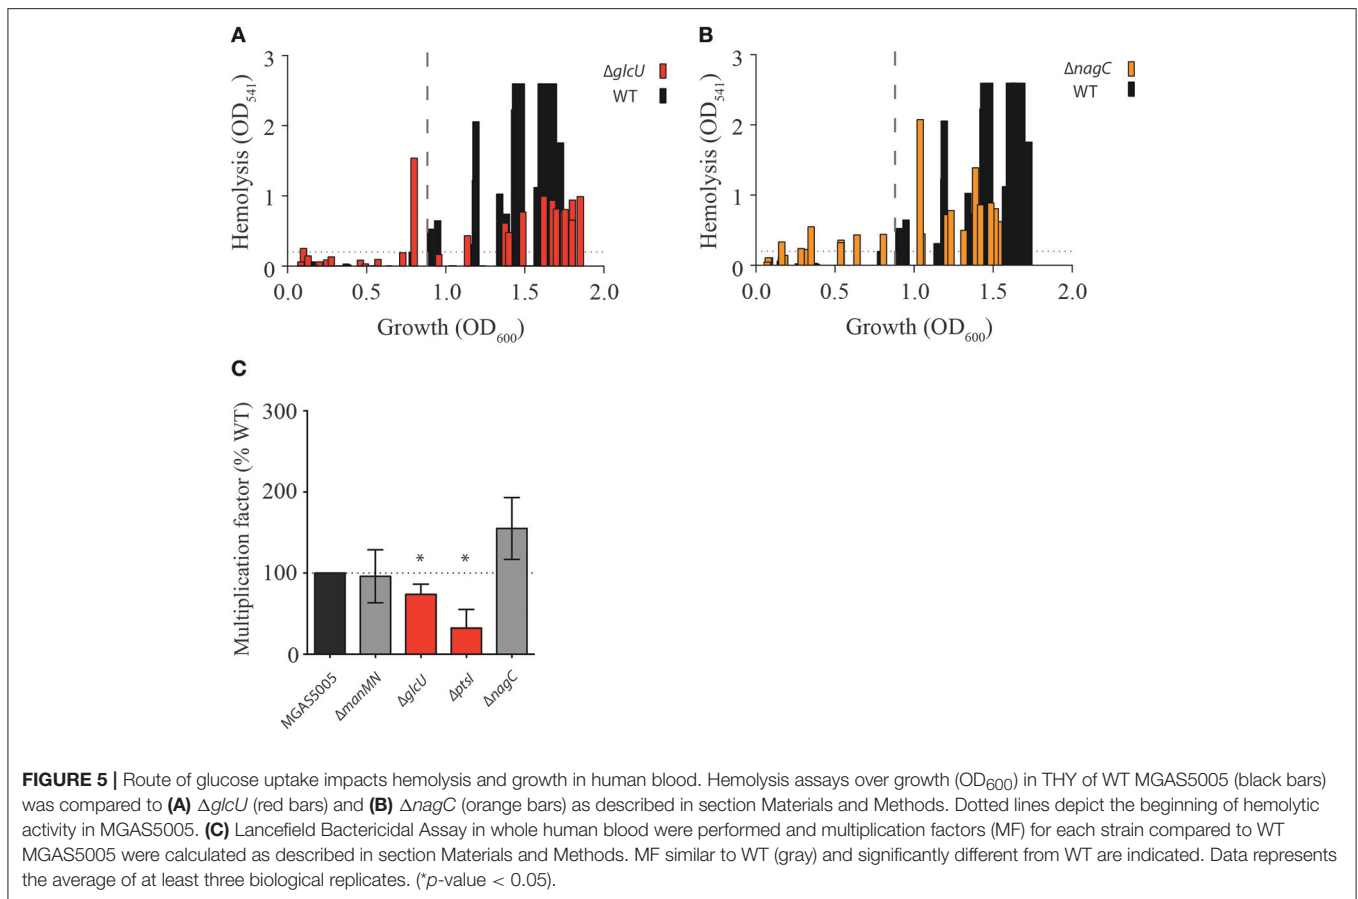 A
3
2
1
0
Hemolysis (OD541)
ΔglcU
WT
0.0 0.5 1.0 1.5 2.0
Growth (OD600)
B
3
2
1
0
Hemolysis (OD541)
ΔnagC
WT
0.0 0.5 1.0 1.5 2.0
Growth (OD600)
C
300
200
100
0
Multiplication factor (% WT)
* *
MGAS5005 ΔmanMN ΔglcU ΔptsI ΔnagC
FIGURE 5 | Route of glucose uptake impacts hemolysis and growth in human blood. Hemolysis assays over growth (OD600) in THY of WT MGAS5005 (black bars)
was compared to (A) ΔglcU (red bars) and (B) ΔnagC (orange bars) as described in section Materials and Methods. Dotted lines depict the beginning of hemolytic
activity in MGAS5005. (C) Lancefield Bactericidal Assay in whole human blood were performed and multiplication factors (MF) for each strain compared to WT
MGAS5005 were calculated as described in section Materials and Methods. MF similar to WT (gray) and significantly different from WT are indicated. Data represents
the average of at least three biological replicates. (*p-value < 0.05).